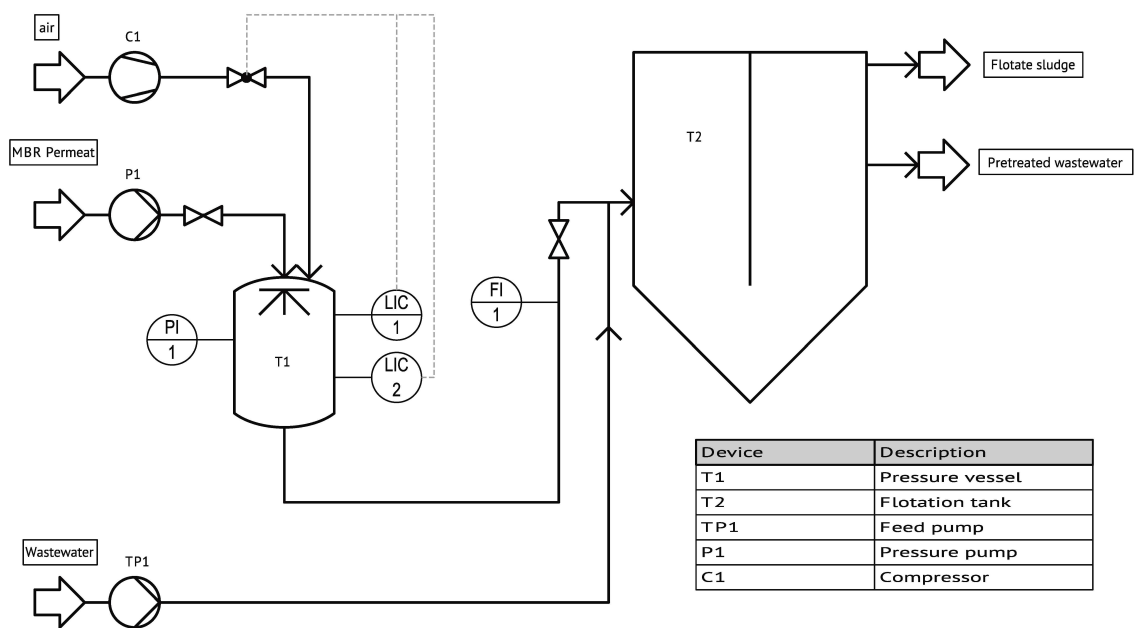 air
C1
MBR Permeat
P1
PI
1
T1
LIC
1
LIC
2
FI
1
T2
Flotate sludge
Pretreated wastewater
Wastewater
TP1
Device Description
T1 Pressure vessel
T2 Flotation tank
TP1 Feed pump
P1 Pressure pump
C1 Compressor